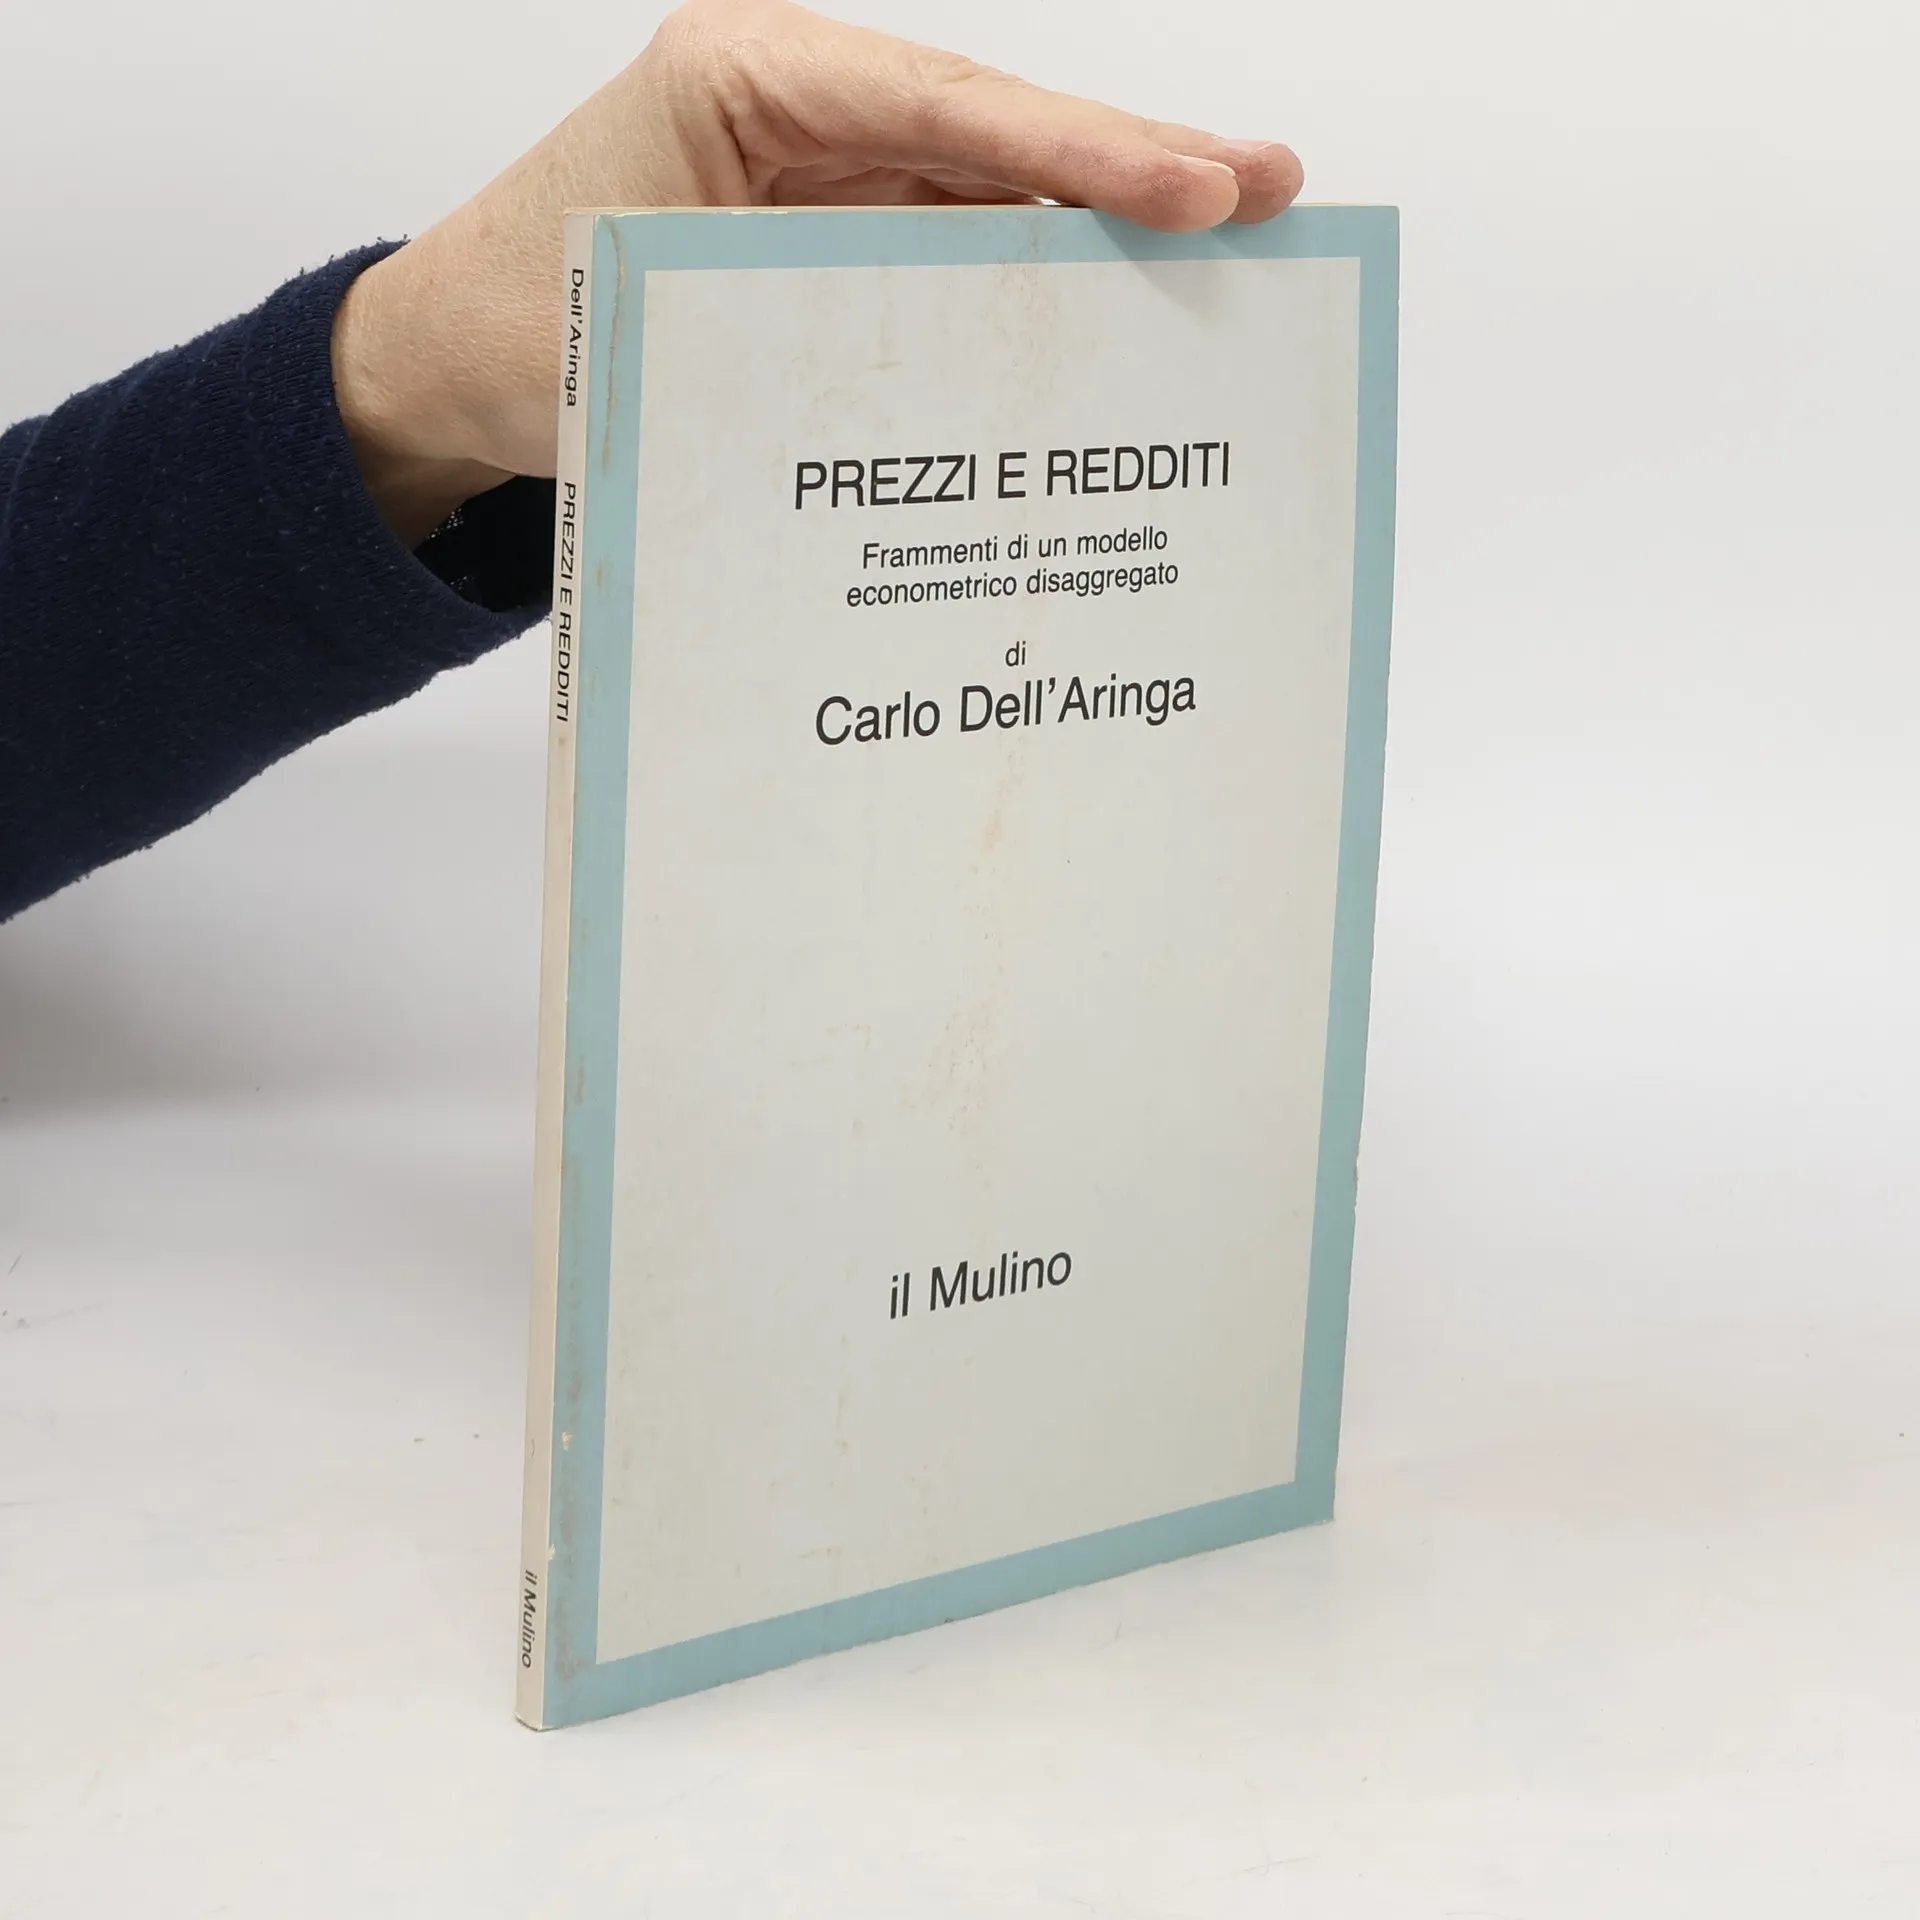 Dell'Aringa
PREZZI E REDDITI
il Mulino
PREZZI E REDDITI
Frammenti di un modello
econometrico disaggregato
di
Carlo Dell'Aringa
il Mulino